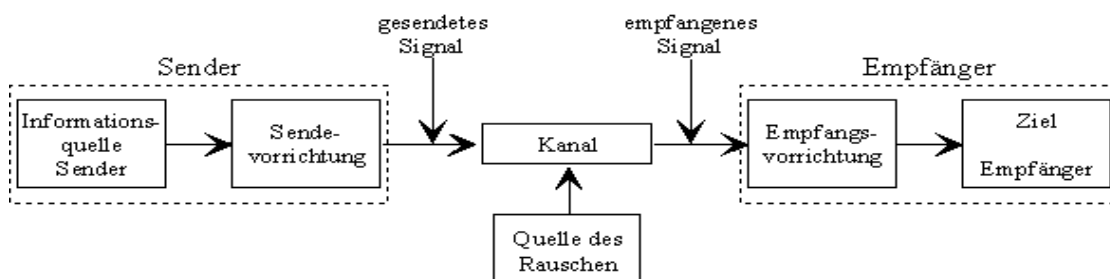 gesendetes
Signal
empfangenes
Signal
Sender
Empfänger
Informations-
quelle
Sender
Sende-
vorrichtung
Kanal
Empfangs-
vorrichtung
Ziel
Empfänger
Quelle des
Rauschen